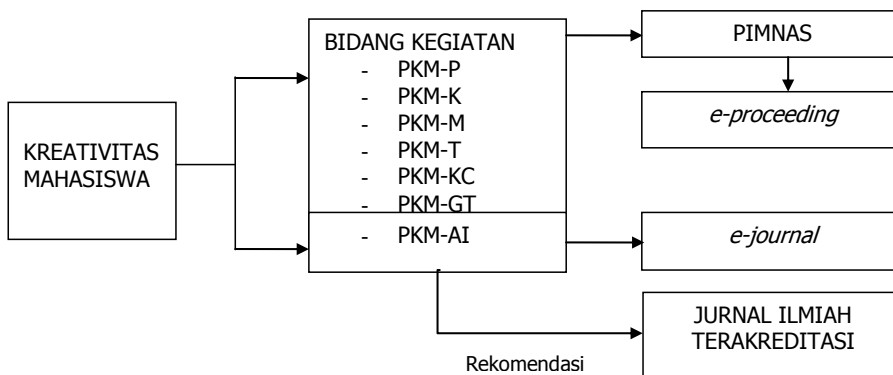 KREATIVITAS
MAHASISWA
BIDANG KEGIATAN
- PKM-P
- PKM-K
- PKM-M
- PKM-T
- PKM-KC
- PKM-GT
- PKM-AI
PIMNAS
e-proceeding
e-journal
JURNAL ILMIAH
TERAKREDITASI
Rekomendasi